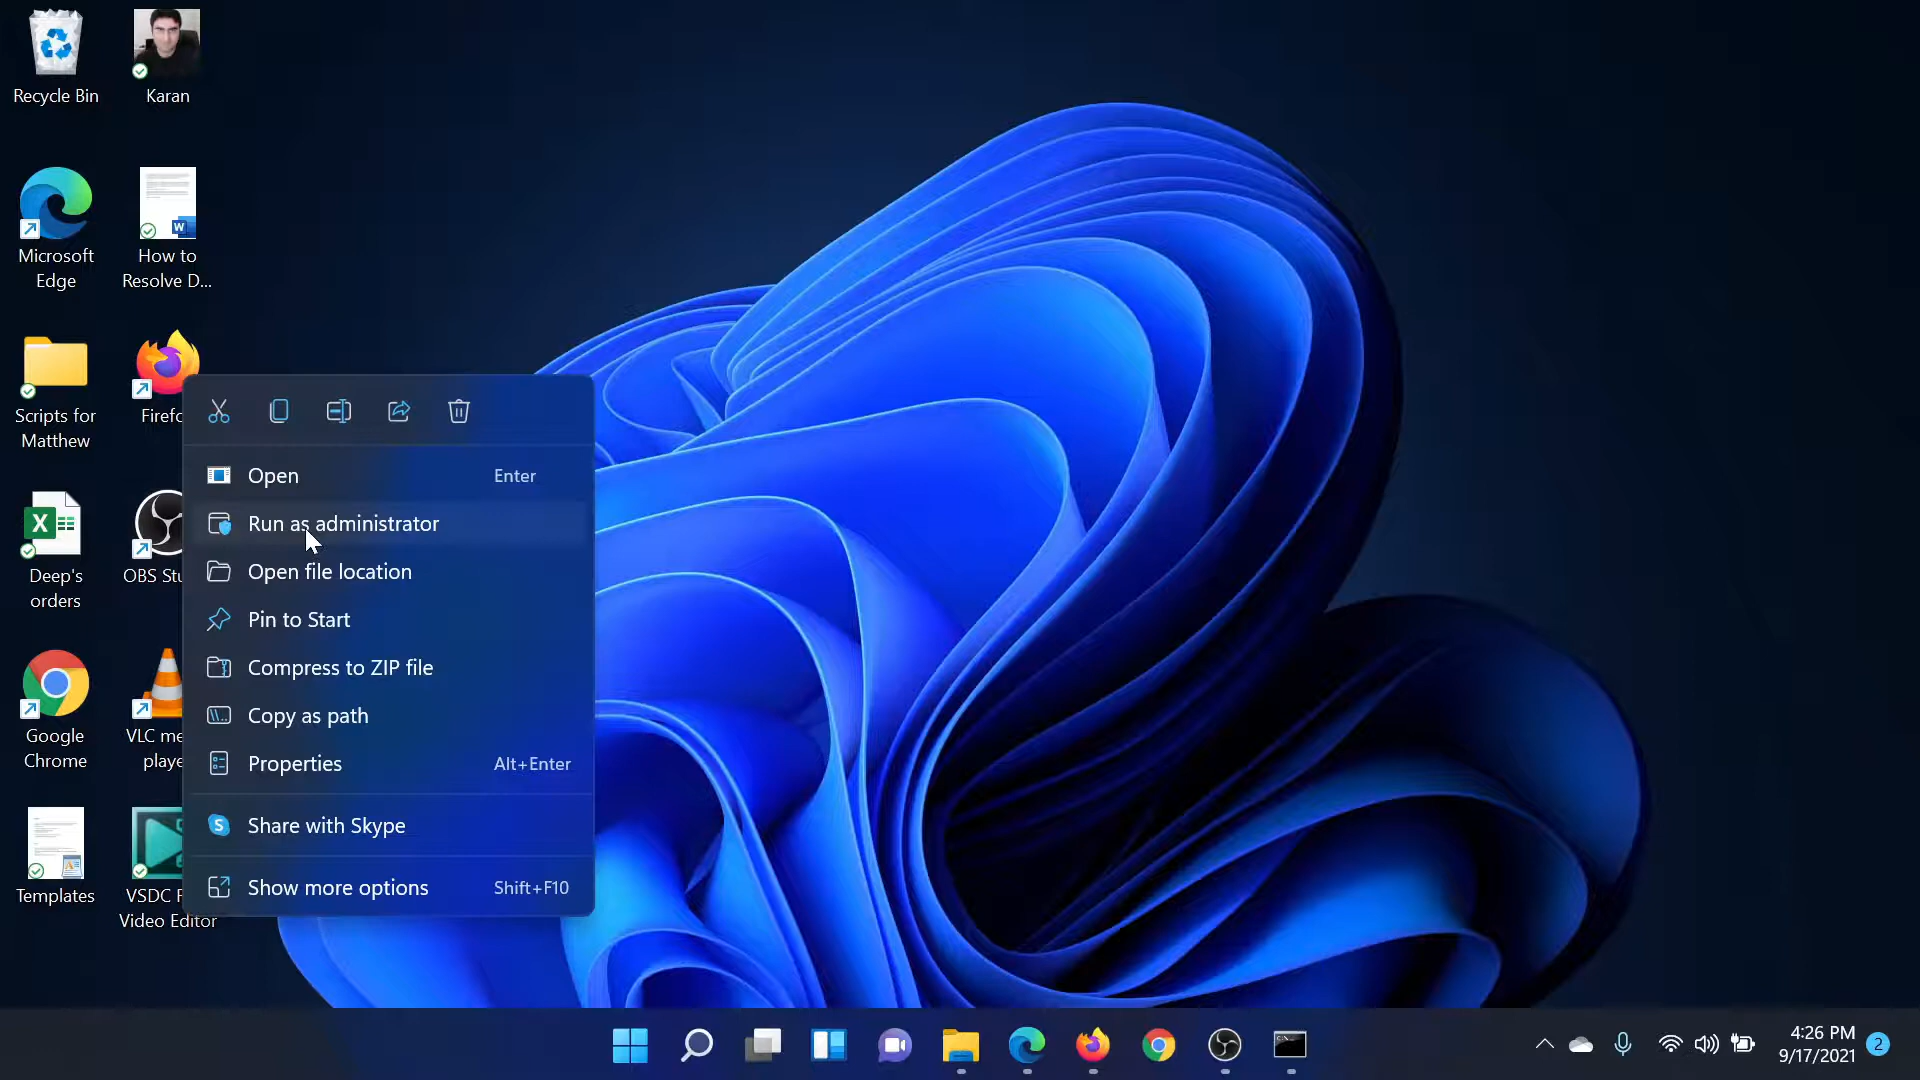 Recycle Bin
Karan
Microsoft
Edge
How to
Resolve D...
Scripts for
Matthew
Firefo
Deep's
orders
OBS Stu
Google
Chrome
VLC me
playe
Templates
VSDC F
Video Editor
Open Enter
Run as administrator
Open file location
Pin to Start
Compress to ZIP file
Copy as path
Properties Alt+Enter
Share with Skype
Show more options Shift+F10
4:26 PM
9/17/2021
2